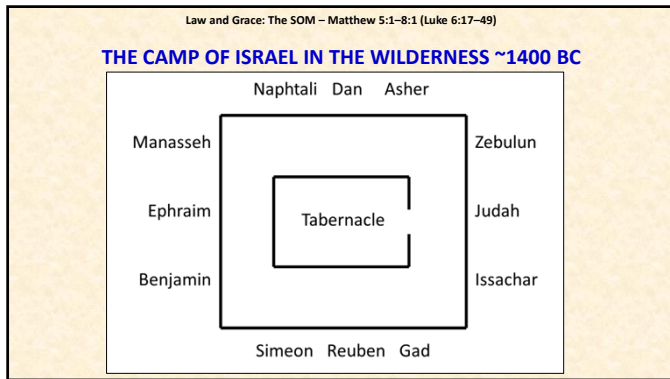 Law and Grace: The SOM – Matthew 5:1–8:1 (Luke 6:17–49)
THE CAMP OF ISRAEL IN THE WILDERNESS ~1400 BC
Naphtali Dan Asher
Manasseh Zebulun
Ephraim Tabernacle Judah
Benjamin Issachar
Simeon Reuben Gad